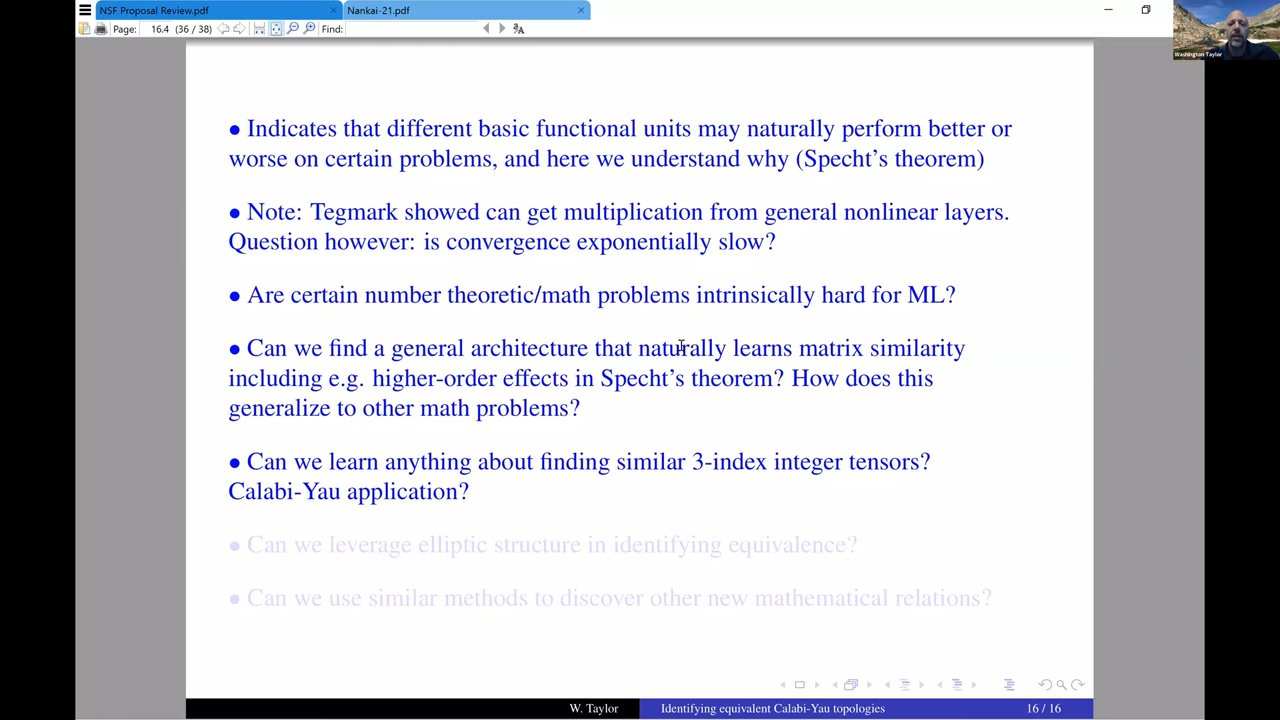 NSF Proposal Review.pdf
Nankai-21.pdf
Page: 16.4 (36 / 38) Find:
Washington Taylor
• Indicates that different basic functional units may naturally perform better or
worse on certain problems, and here we understand why (Specht's theorem)
• Note: Tegmark showed can get multiplication from general nonlinear layers.
Question however: is convergence exponentially slow?
• Are certain number theoretic/math problems intrinsically hard for ML?
• Can we find a general architecture that naturally learns matrix similarity
including e.g. higher-order effects in Specht's theorem? How does this
generalize to other math problems?
• Can we learn anything about finding similar 3-index integer tensors?
Calabi-Yau application?
• Can we leverage elliptic structure in identifying equivalence?
• Can we use similar methods to discover other new mathematical relations?
W. Taylor
Identifying equivalent Calabi-Yau topologies
16 / 16